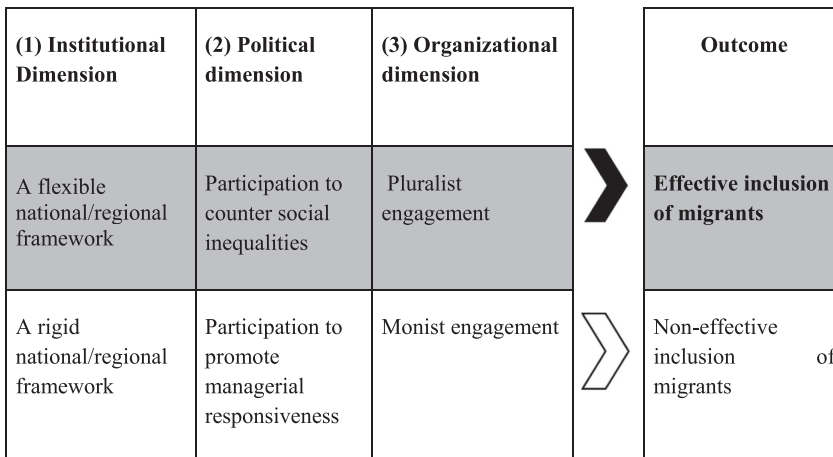 (1) Institutional
Dimension
(2) Political
dimension
(3) Organizational
dimension
Outcome
A flexible
national/regional
framework
Participation to
counter social
inequalities
Pluralist
engagement
Effective inclusion
of migrants
A rigid
national/regional
framework
Participation to
promote
managerial
responsiveness
Monist engagement
Non-effective
inclusion of
migrants